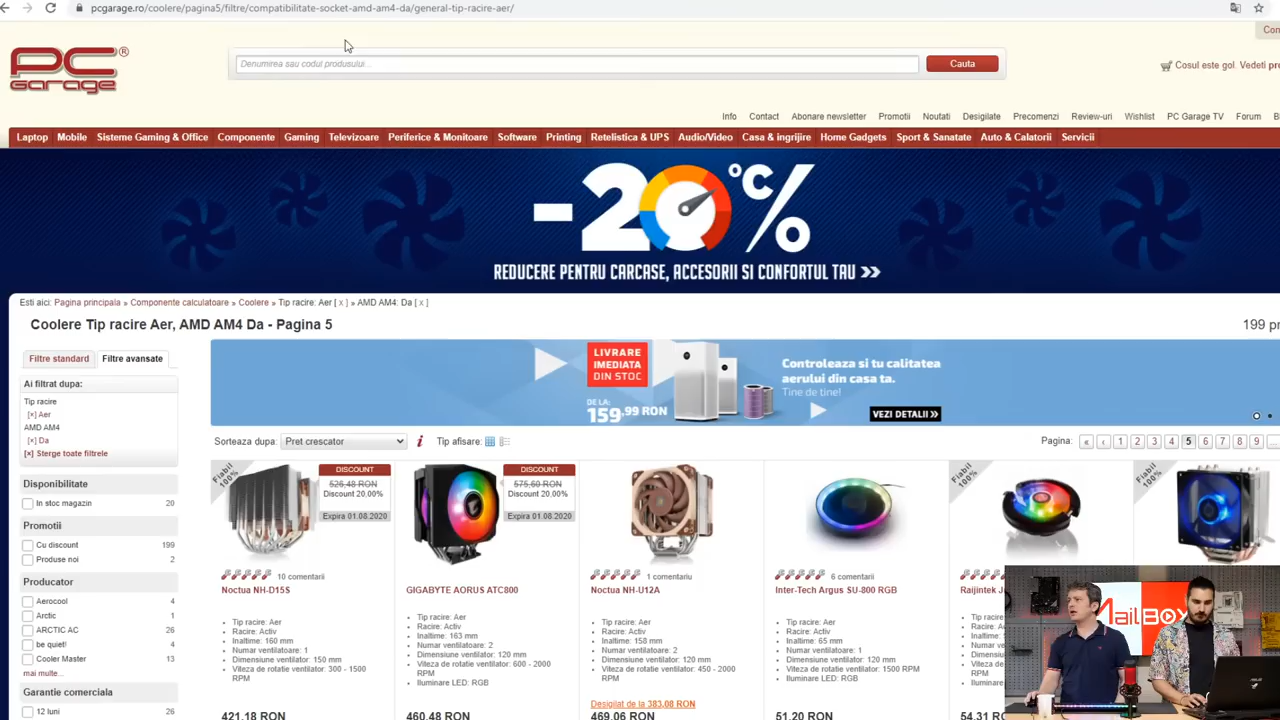 pcgarage.ro/coolere/pagina5/filtre/compatibilitate-socket-amd-am4-da/general-tip-racire-aer/
PC Garage ®
Denumirea sau codul produsului...
Cauta
Cosul este gol. Vedeti
Info Contact Abonare newsletter Promotii Noutati Desigilate Precomenzi Review-uri Wishlist PC Garage TV Forum
Laptop Mobile Sisteme Gaming & Office Componente Gaming Televizoare Periferice & Monitoare Software Printing Retelistica & UPS Audio/Video Casa & ingrijire Home Gadgets Sport & Sanatate Auto & Calatorii Servicii
-20°C %
REDUCERE PENTRU CARCASE, ACCESORII SI CONFORTUL TAU »
Esti aici: Pagina principala » Componente calculatoare » Coolere » Tip racire: Aer [ x ] » AMD AM4: Da [ x ]
Coolere Tip racire Aer, AMD AM4 Da - Pagina 5
199
Filtre standard Filtre avansate
Ai filtrat dupa:
Tip racire
[×] Aer
AMD AM4
[×] Da
[×] Sterge toate filtrele
Disponibilitate
In stoc magazin 20
Promotii
Cu discount 199
Produse noi 2
Producator
Aerocool 4
Arctic 1
ARCTIC AC 26
be quiet! 4
Cooler Master 13
mai multe...
Garantie comerciala
12 luni 26
LIVRARE
IMEDIATA
DIN STOC
DE LA:
159,99 RON
Controleaza si tu calitatea
aerului din casa ta.
Tine de tine!
VEZI DETALII »
Sorteaza dupa: Pret crescator i Tip afisare:
Pagina: « ‹ 1 2 3 4 5 6 7 8 9 ...
Fiabil
100%
DISCOUNT
526,48 RON
Discount 20,00%
Expira 01.08.2020
10 comentarii
Noctua NH-D15S
Tip racire: Aer
Racire: Activ
Inaltime: 160 mm
Numar ventilatoare: 1
Dimensiune ventilator: 150 mm
Viteza de rotatie ventilator: 300 - 1500
RPM
421,18 RON
DISCOUNT
575,60 RON
Discount 20,00%
Expira 01.08.2020
GIGABYTE AORUS ATC800
Tip racire: Aer
Racire: Activ
Inaltime: 163 mm
Numar ventilatoare: 2
Dimensiune ventilator: 120 mm
Viteza de rotatie ventilator: 600 - 2000
RPM
Iluminare LED: RGB
460,48 RON
1 comentariu
Noctua NH-U12A
Tip racire: Aer
Racire: Activ
Inaltime: 158 mm
Numar ventilatoare: 2
Dimensiune ventilator: 120 mm
Viteza de rotatie ventilator: 450 - 2000
RPM
Desigilat de la 383,08 RON
469,06 RON
6 comentarii
Inter-Tech Argus SU-800 RGB
Tip racire: Aer
Racire: Activ
Inaltime: 65 mm
Numar ventilatoare: 1
Dimensiune ventilator: 120 mm
Viteza de rotatie ventilator: 1500 RPM
Iluminare LED: RGB
51,20 RON
Fiabil
100%
Raijintek
Tip racire: Aer
54,31 RON
Fiabil
100%
MailBOX